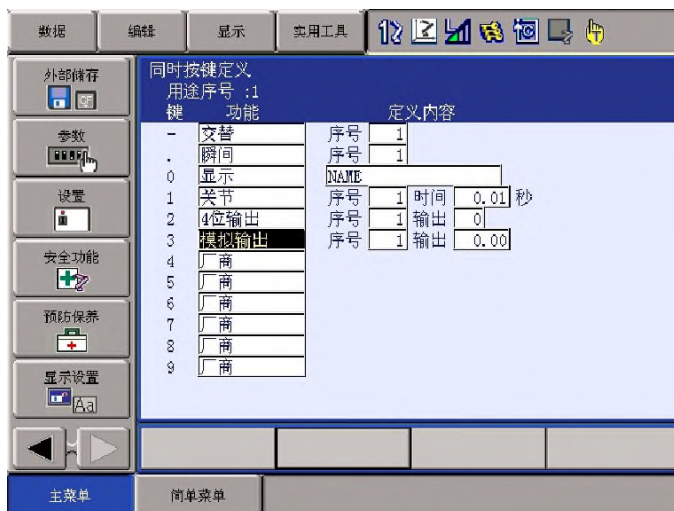 数据 编辑 显示 实用工具
外部储存
CF
参数
设置
安全功能
预防保养
显示设置
Aa
同时按键定义
用途序号 :1
键 功能 定义内容
- 交替 序号 1
. 瞬间 序号 1
0 显示 NAME
1 关节 序号 1 时间 0.01 秒
2 4位输出 序号 1 输出 0
3 模拟输出 序号 1 输出 0.00
4 厂商
5 厂商
6 厂商
7 厂商
8 厂商
9 厂商
主菜单 简单菜单